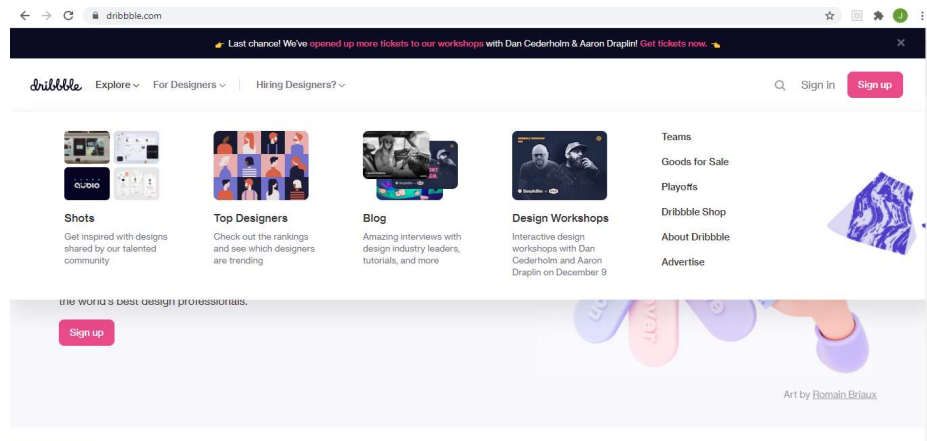 dribbble.com
J
Last chance! We've opened up more tickets to our workshops with Dan Cederholm & Aaron Draplin! Get tickets now.
dribbble Explore For Designers Hiring Designers? Sign in Sign up
AUDIO
Shots
Get inspired with designs
shared by our talented
community
Top Designers
Check out the rankings
and see which designers
are trending
Blog
Amazing interviews with
design industry leaders,
tutorials, and more
Design Workshops
Interactive design
workshops with Dan
Cederholm and Aaron
Draplin on December 9
Teams
Goods for Sale
Playoffs
Dribbble Shop
About Dribbble
Advertise
the world's best design professionals.
Sign up
Art by Romain Briaux